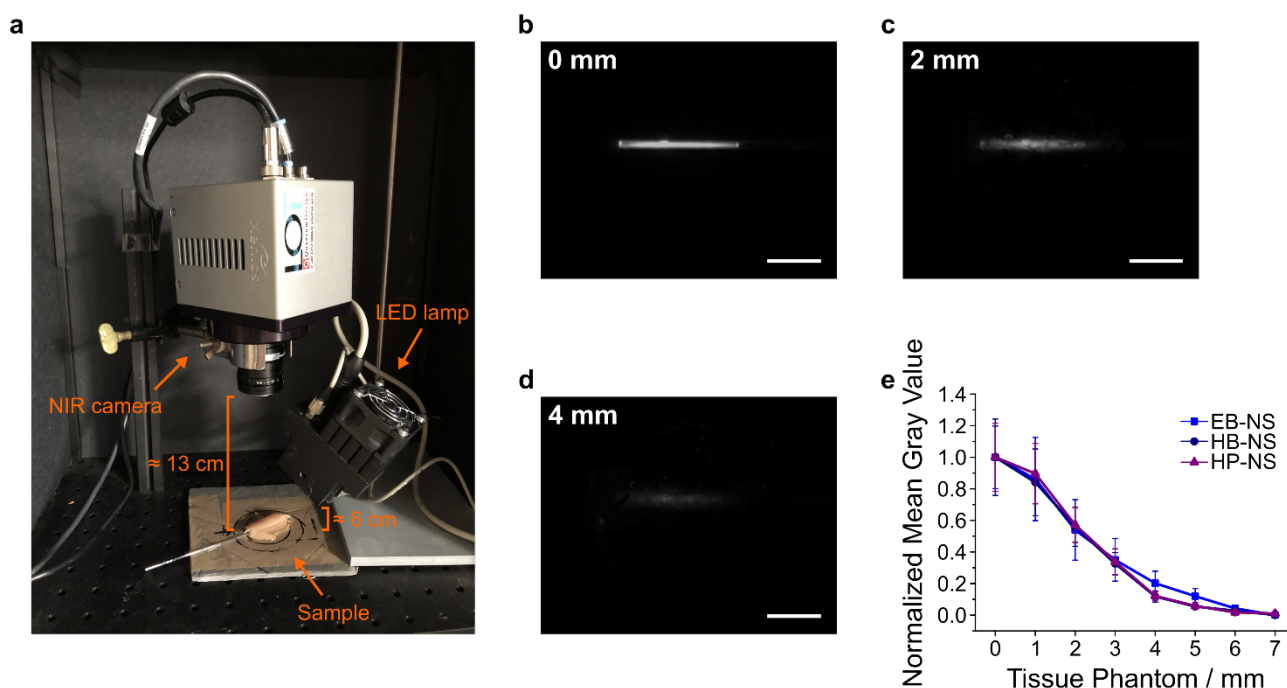 a
NIR camera
LED lamp
≈ 13 cm
≈ 6 cm
Sample
b
0 mm
c
2 mm
d
4 mm
e
Normalized Mean Gray Value
1.4
1.2
1.0
0.8
0.6
0.4
0.2
0.0
EB-NS
HB-NS
HP-NS
0 1 2 3 4 5 6 7
Tissue Phantom / mm